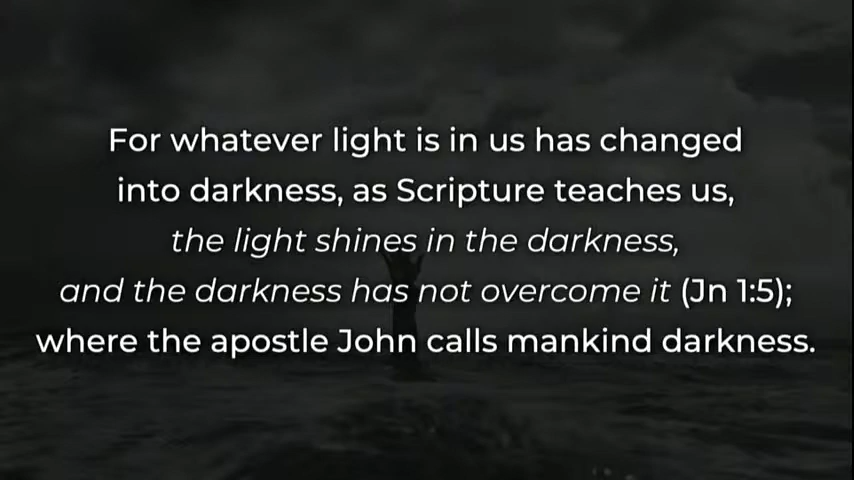 For whatever light is in us has changed
into darkness, as Scripture teaches us,
the light shines in the darkness,
and the darkness has not overcome it (Jn 1:5);
where the apostle John calls mankind darkness.